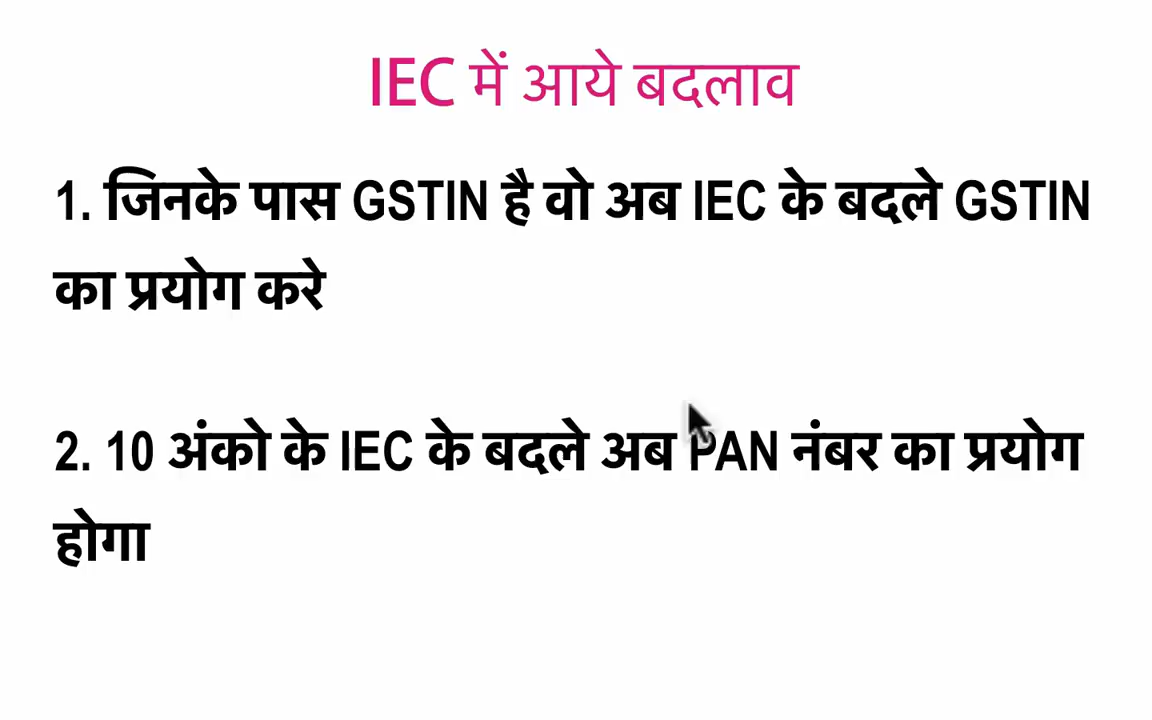 IEC में आये बदलाव
1. जिनके पास GSTIN है वो अब IEC के बदले GSTIN
का प्रयोग करे
2. 10 अंको के IEC के बदले अब PAN नंबर का प्रयोग
होगा